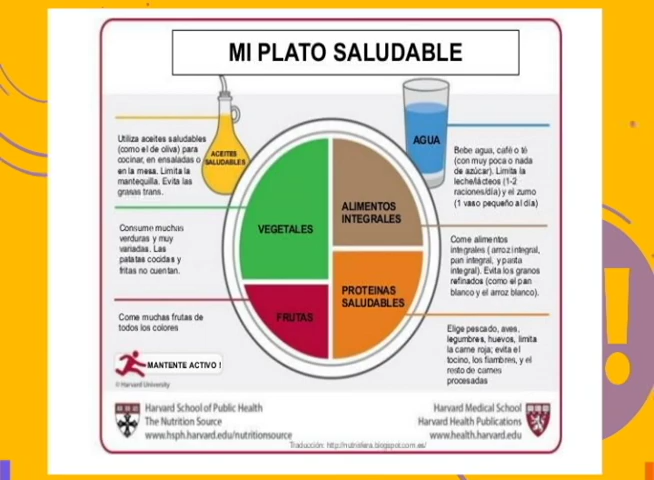 MI PLATO SALUDABLE
Utiliza aceites saludables
(como el de oliva) para
cocinar, en ensaladas o
en la mesa. Limita la
mantequilla. Evita las
grasas trans.
ACEITES
SALUDABLES
AGUA
Bebe agua, café o té
(con muy poca o nada
de azúcar). Limita la
leche/lácteos (1-2
raciones/día) y el zumo
(1 vaso pequeño al día)
VEGETALES
ALIMENTOS
INTEGRALES
Consume muchas
verduras y muy
variadas. Las
patatas cocidas y
fritas no cuentan.
Come alimentos
integrales ( arroz integral,
pan integral, y pasta
integral). Evita los granos
refinados (como el pan
blanco y el arroz blanco).
FRUTAS
PROTEINAS
SALUDABLES
Come muchas frutas de
todos los colores
Elige pescado, aves,
legumbres, huevos, limita
la carne roja; evita el
tocino, los fiambres, y el
resto de carnes
procesadas
MANTENTE ACTIVO !
© Harvard University
Harvard School of Public Health
The Nutrition Source
www.hsph.harvard.edu/nutritionsource
Harvard Medical School
Harvard Health Publications
www.health.harvard.edu
Traducción: http://nutrisfera.blogspot.com.es/